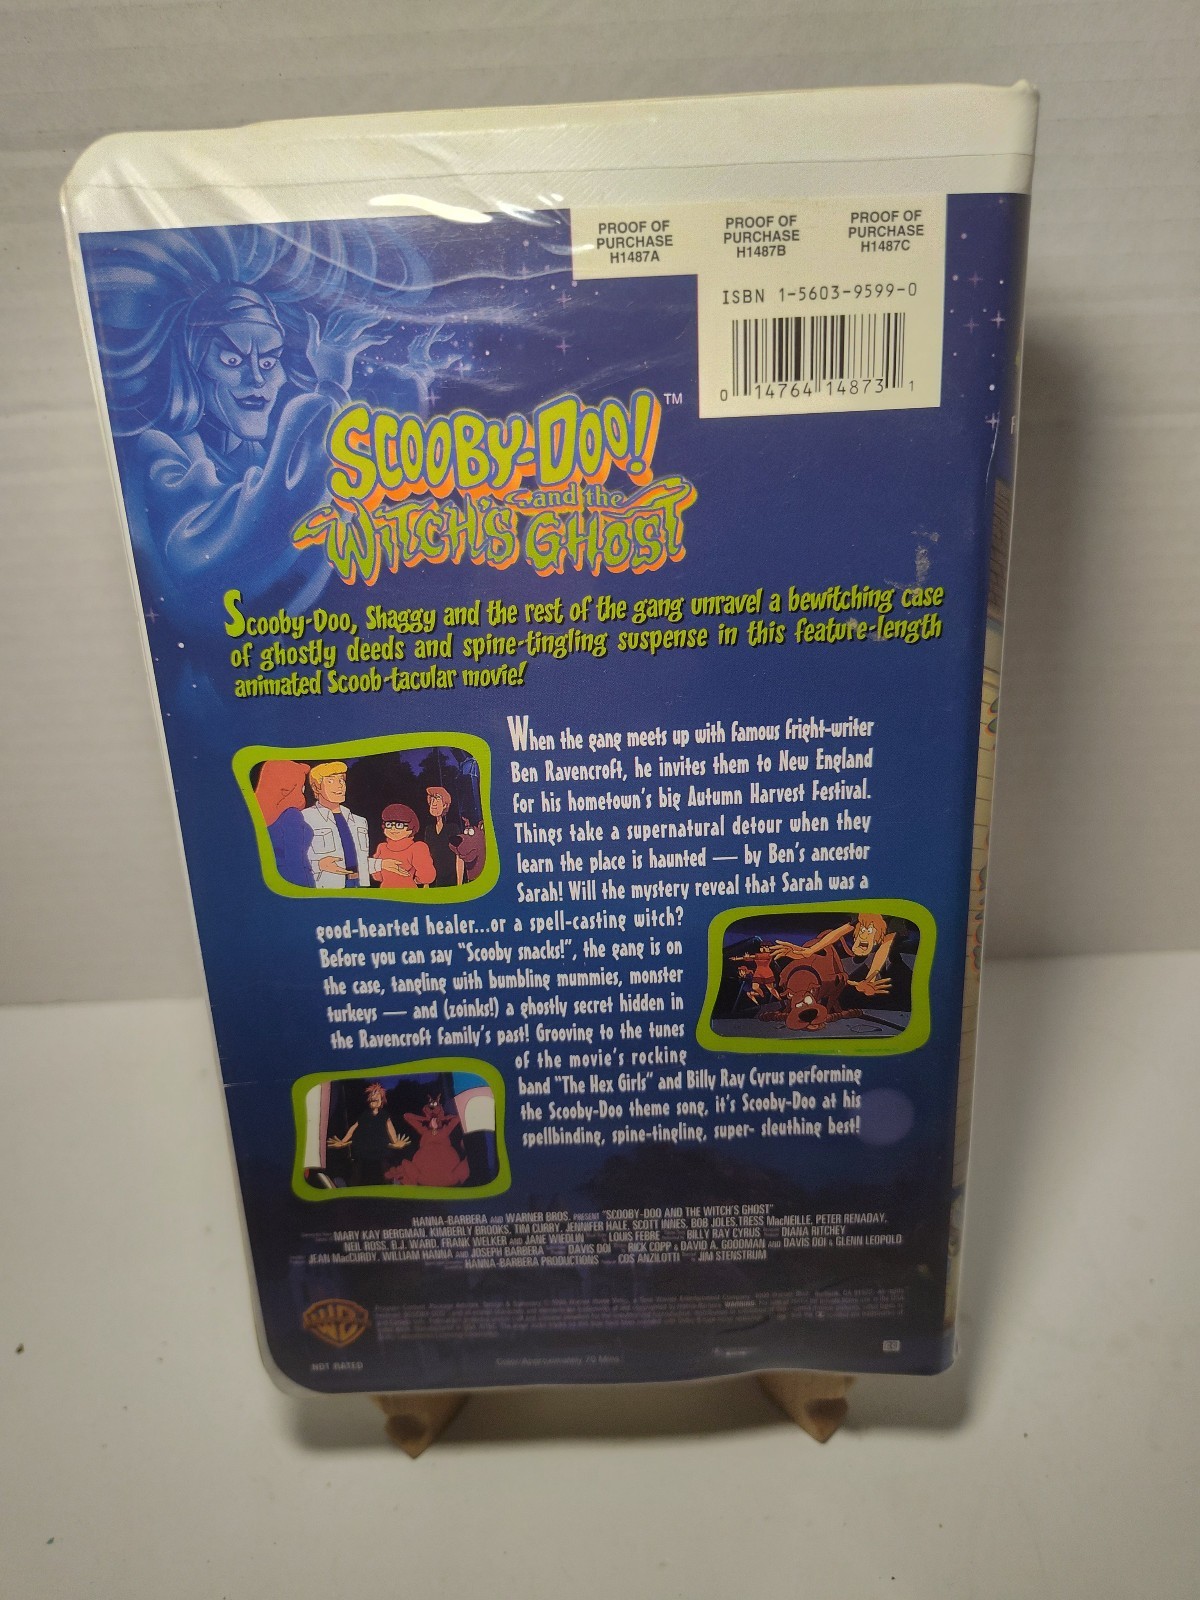 PROOF OF
PURCHASE
H1487A
PROOF OF
PURCHASE
H1487B
PROOF OF
PURCHASE
H1487C
ISBN 1-5603-9599-0
0 14764 14873 1
SCOOBY-DOO! ™
and the
WITCH'S GHOST
Scooby-Doo, Shaggy and the rest of the gang unravel a bewitching case
of ghostly deeds and spine-tingling suspense in this feature-length
animated Scoob-tacular movie!
When the gang meets up with famous fright-writer
Ben Ravencroft, he invites them to New England
for his hometown's big Autumn Harvest Festival.
Things take a supernatural detour when they
learn the place is haunted — by Ben's ancestor
Sarah! Will the mystery reveal that Sarah was a
good-hearted healer...or a spell-casting witch?
Before you can say "Scooby snacks!", the gang is on
the case, tangling with bumbling mummies, monster
turkeys — and (zoinks!) a ghostly secret hidden in
the Ravencroft family's past! Grooving to the tunes
of the movie's rocking
band "The Hex Girls" and Billy Ray Cyrus performing
the Scooby-Doo theme song, it's Scooby-Doo at his
spellbinding, spine-tingling, super- sleuthing best!
HANNA-BARBERA AND WARNER BROS. PRESENT "SCOOBY-DOO AND THE WITCH'S GHOST"
MARY KAY BERGMAN, KIMBERLY BROOKS, TIM CURRY, JENNIFER HALE, SCOTT INNES, BOB JOLES, TRESS MacNEILLE, PETER RENADAY,
NEIL ROSS, B.J. WARD, FRANK WELKER AND JANE WIEDLIN LOUIS FEBRE BILLY RAY CYRUS DIANA RITCHEY
JEAN MacCURDY, WILLIAM HANNA AND JOSEPH BARBERA DAVIS DOI RICK COPP & DAVID A. GOODMAN AND DAVIS DOI & GLENN LEOPOLD
HANNA-BARBERA PRODUCTIONS COS ANZILOTTI JIM STENSTRUM
WARNING
NOT RATED
Color/Approximately 70 Mins.